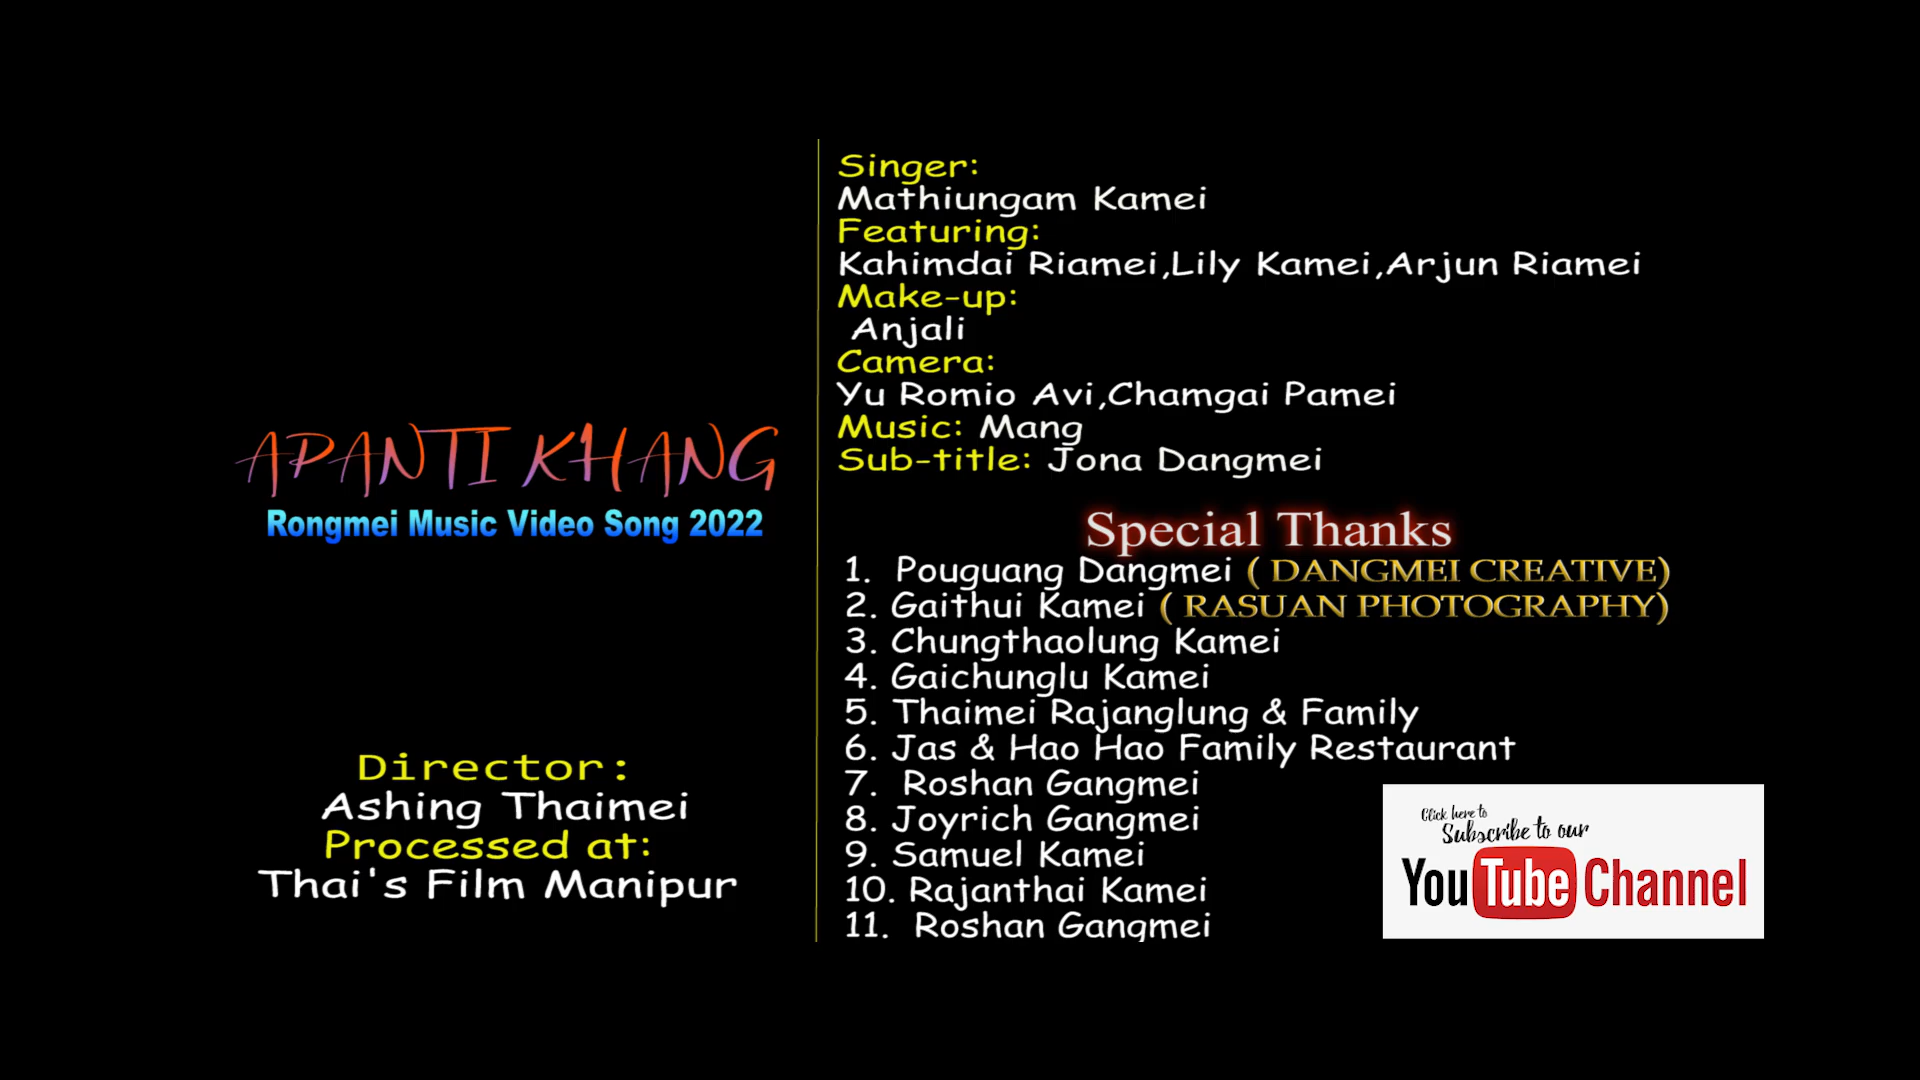 APANTI KHANG
Rongmei Music Video Song 2022
Director:
Ashing Thaimei
Processed at:
Thai's Film Manipur
Singer:
Mathiungam Kamei
Featuring:
Kahimdai Riamei,Lily Kamei,Arjun Riamei
Make-up:
Anjali
Camera:
Yu Romio Avi,Chamgai Pamei
Music: Mang
Sub-title: Jona Dangmei
Special Thanks
1. Pouguang Dangmei ( DANGMEI CREATIVE)
2. Gaithui Kamei ( RASUAN PHOTOGRAPHY)
3. Chungthaolung Kamei
4. Gaichunglu Kamei
5. Thaimei Rajanglung & Family
6. Jas & Hao Hao Family Restaurant
7. Roshan Gangmei
8. Joyrich Gangmei
9. Samuel Kamei
10. Rajanthai Kamei
11. Roshan Gangmei
Click here to
Subscribe to our
YouTube Channel